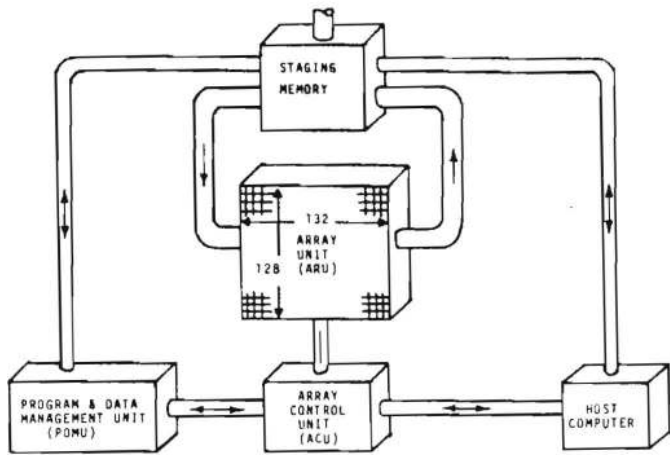 STAGING
MEMORY
132
ARRAY
UNIT
(ARU)
128
PROGRAM & DATA
MANAGEMENT UNIT
(PDMU)
ARRAY
CONTROL
UNIT
(ACU)
HOST
COMPUTER